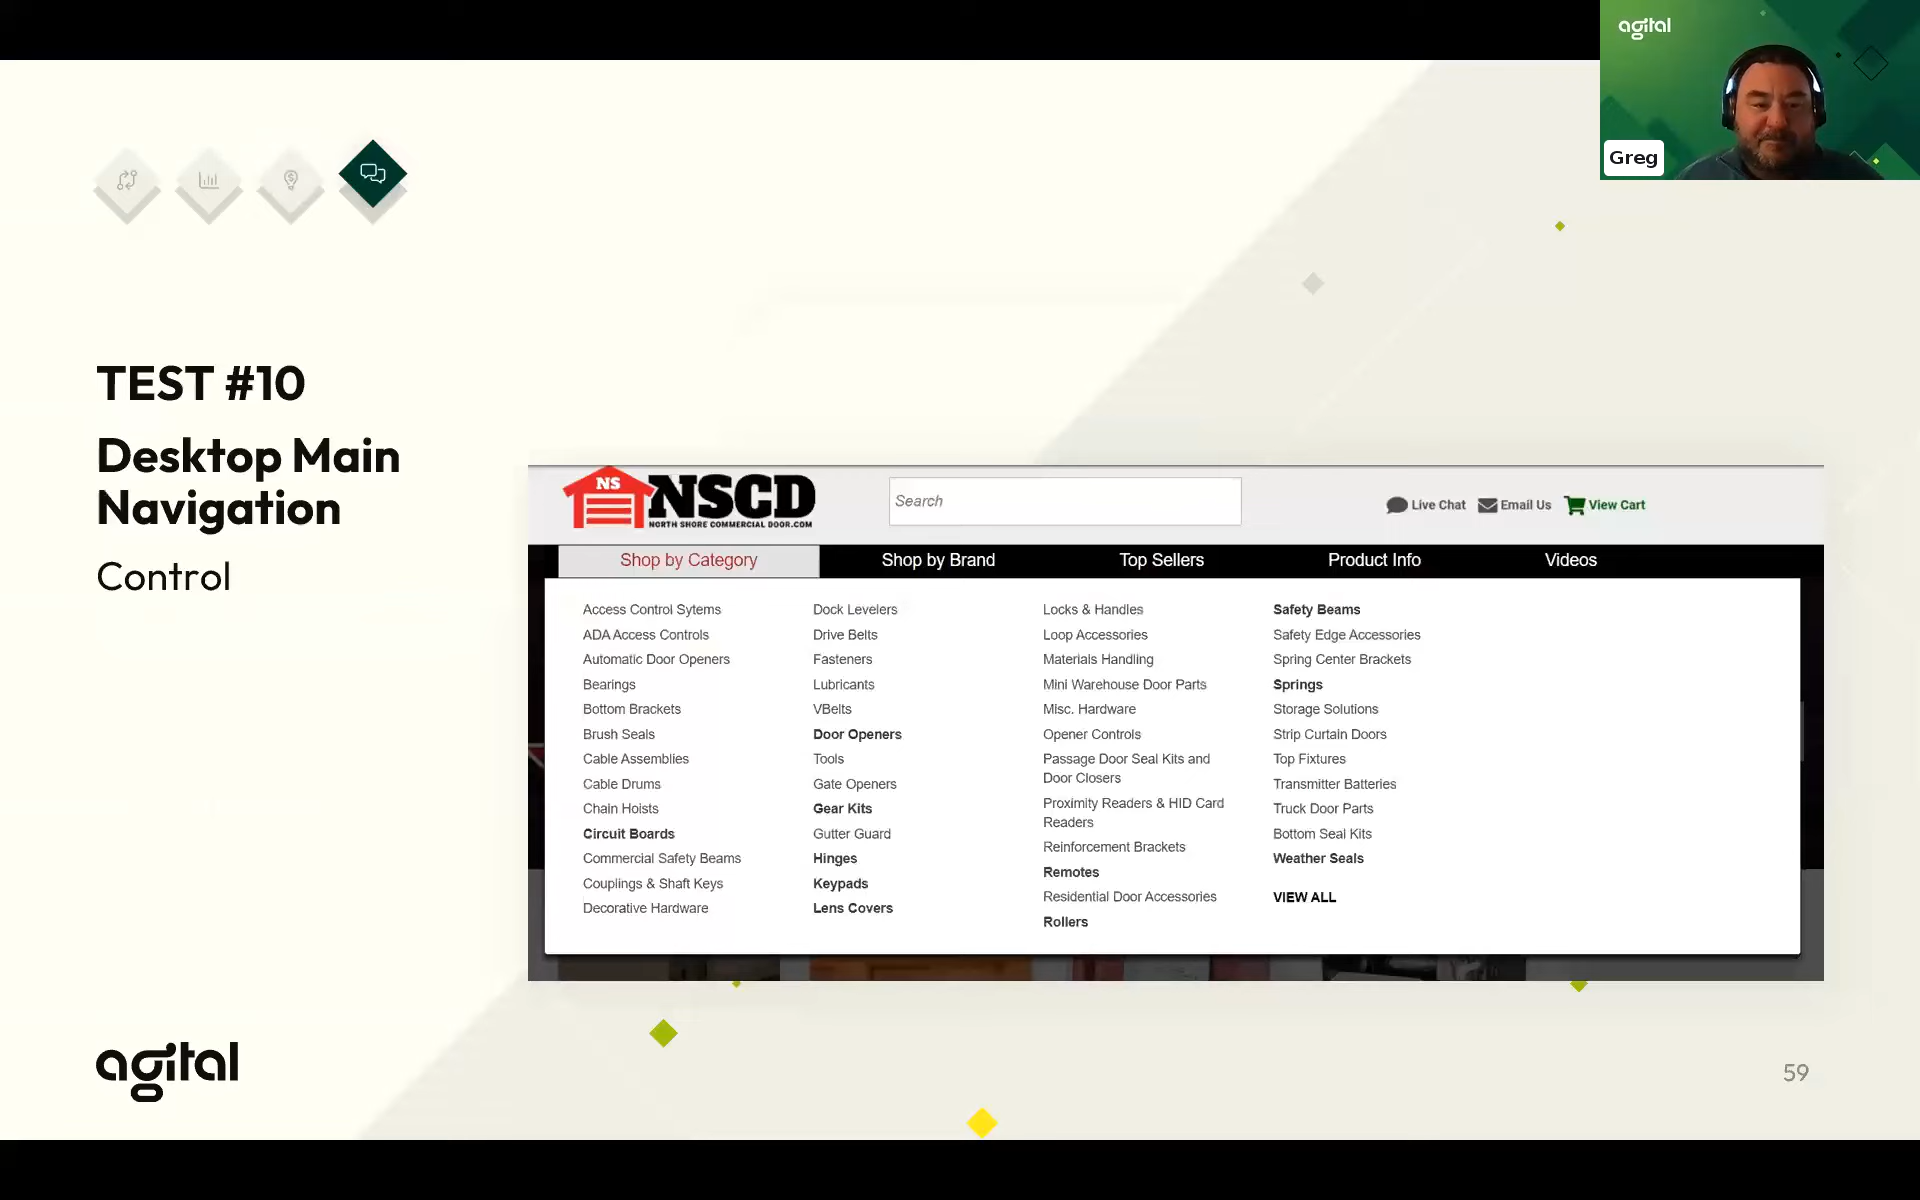 agital
Greg
TEST #10
Desktop Main
Navigation
Control
NS
NSCD
NORTH SHORE COMMERCIAL DOOR.COM
Search
Live Chat
Email Us
View Cart
Shop by Category
Shop by Brand
Top Sellers
Product Info
Videos
Access Control Sytems
ADA Access Controls
Automatic Door Openers
Bearings
Bottom Brackets
Brush Seals
Cable Assemblies
Cable Drums
Chain Hoists
Circuit Boards
Commercial Safety Beams
Couplings & Shaft Keys
Decorative Hardware
Dock Levelers
Drive Belts
Fasteners
Lubricants
VBelts
Door Openers
Tools
Gate Openers
Gear Kits
Gutter Guard
Hinges
Keypads
Lens Covers
Locks & Handles
Loop Accessories
Materials Handling
Mini Warehouse Door Parts
Misc. Hardware
Opener Controls
Passage Door Seal Kits and
Door Closers
Proximity Readers & HID Card
Readers
Reinforcement Brackets
Remotes
Residential Door Accessories
Rollers
Safety Beams
Safety Edge Accessories
Spring Center Brackets
Springs
Storage Solutions
Strip Curtain Doors
Top Fixtures
Transmitter Batteries
Truck Door Parts
Bottom Seal Kits
Weather Seals
VIEW ALL
agital
59